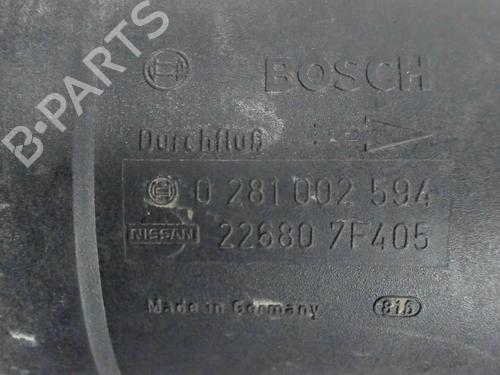 B-PARTS
BOSCH
Durchfluß
0 281 002 594
NISSAN 22680 7F405
Made in Germany 816